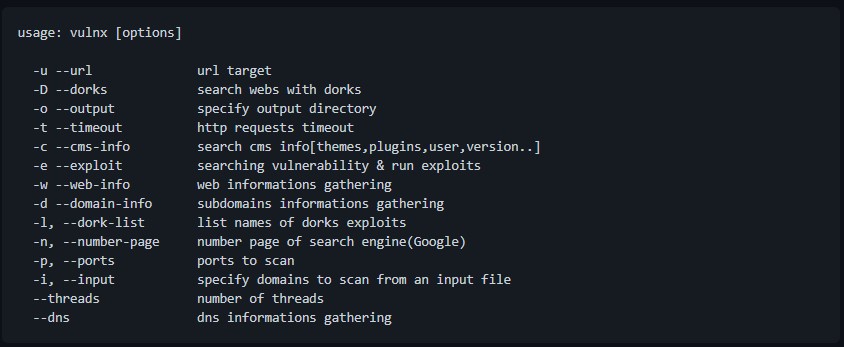 usage: vulnx [options]
-u --url url target
-D --dorks search webs with dorks
-o --output specify output directory
-t --timeout http requests timeout
-c --cms-info search cms info[themes,plugins,user,version..]
-e --exploit searching vulnerability & run exploits
-w --web-info web informations gathering
-d --domain-info subdomains informations gathering
-l, --dork-list list names of dorks exploits
-n, --number-page number page of search engine(Google)
-p, --ports ports to scan
-i, --input specify domains to scan from an input file
--threads number of threads
--dns dns informations gathering